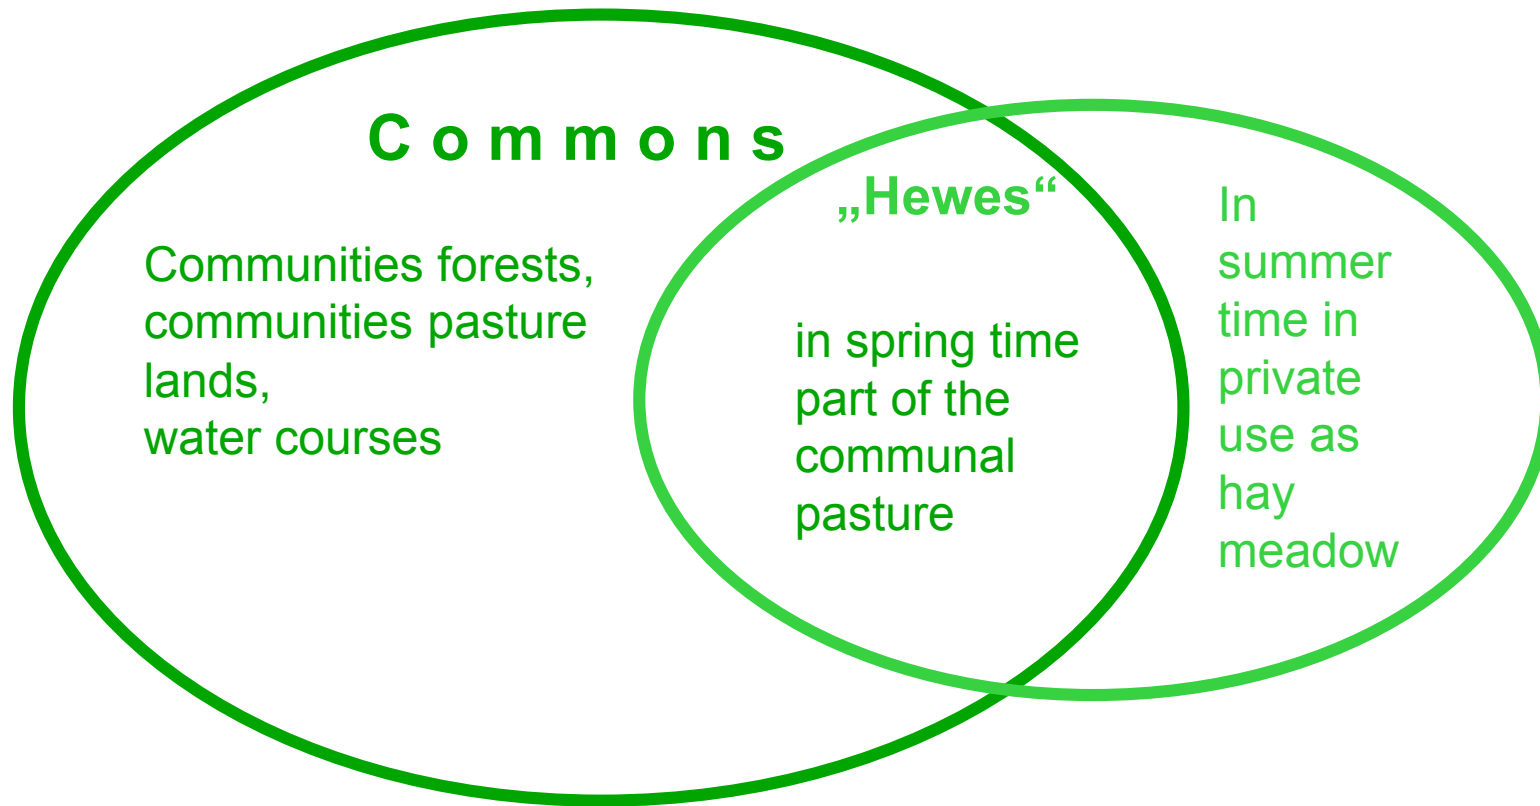 C o m m o n s
„Hewes“
Communities forests,
communities pasture
lands,
water courses
in spring time
part of the
communal
pasture
In
summer
time in
private
use as
hay
meadow